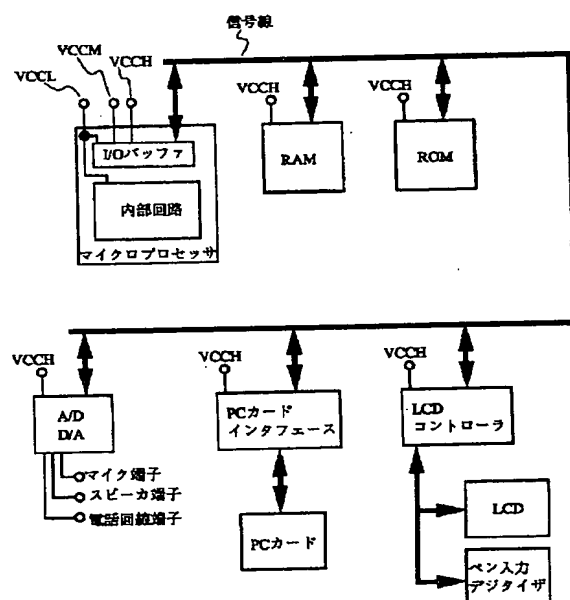 信号線
VCCM
VCCL
VCCH
VCCH
VCCH
I/Oバッファ
RAM
ROM
内部回路
マイクロプロセッサ
VCCH
VCCH
VCCH
A/D
D/A
PCカード
インタフェース
LCD
コントローラ
マイク端子
スピーカ端子
電話回線端子
PCカード
LCD
ペン入力
デジタイザ